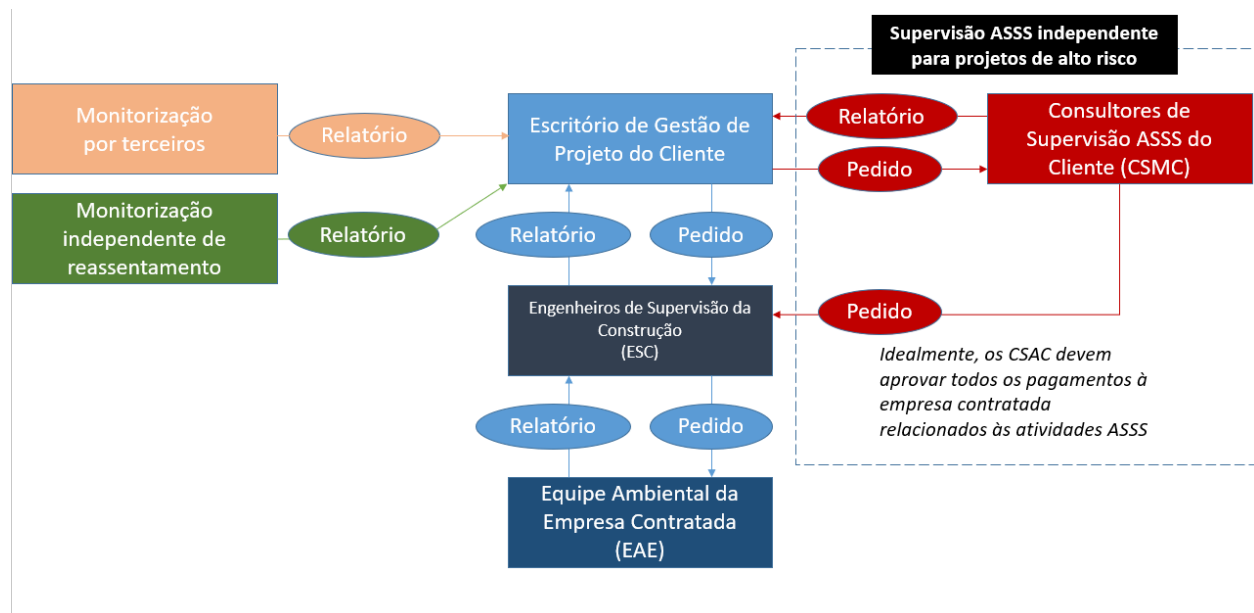 Supervisão ASSS independente
para projetos de alto risco
Monitorização
por terceiros
Relatório
Escritório de Gestão de
Projeto do Cliente
Relatório
Pedido
Consultores de
Supervisão ASSS do
Cliente (CSMC)
Monitorização
independente de
reassentamento
Relatório
Relatório
Pedido
Engenheiros de Supervisão da
Construção
(ESC)
Pedido
Idealmente, os CSAC devem
aprovar todos os pagamentos à
empresa contratada
relacionados às atividades ASSS
Relatório
Pedido
Equipe Ambiental da
Empresa Contratada
(EAE)